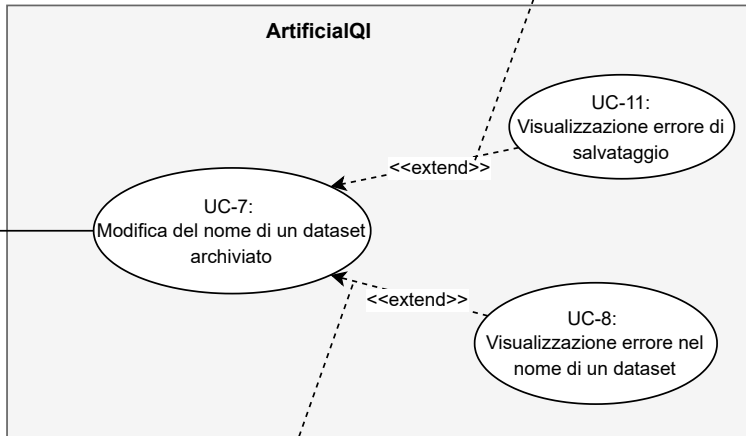 ArtificialQI
UC-11:
Visualizzazione errore di
salvataggio
<<extend>>
UC-7:
Modifica del nome di un dataset
archiviato
<<extend>>
UC-8:
Visualizzazione errore nel
nome di un dataset